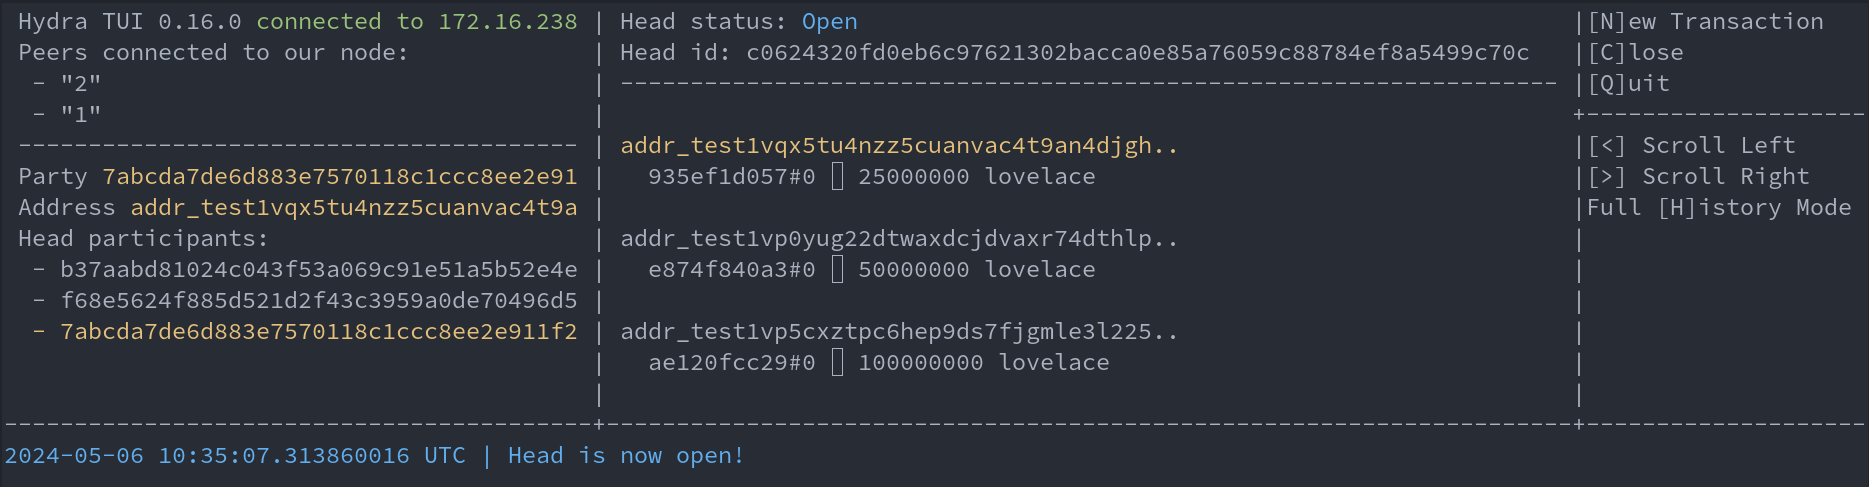 Hydra TUI 0.16.0 connected to 172.16.238
Peers connected to our node:
- "2"
- "1"
Party 7abcda7de6d883e7570118c1ccc8ee2e91
Address addr_test1vqx5tu4nzz5cuanvac4t9a
Head participants:
- b37aabd81024c043f53a069c91e51a5b52e4e
- f68e5624f885d521d2f43c3959a0de70496d5
- 7abcda7de6d883e7570118c1ccc8ee2e911f2
Head status: Open
Head id: c0624320fd0eb6c97621302bacca0e85a76059c88784ef8a5499c70c
addr_test1vqx5tu4nzz5cuanvac4t9an4djgh..
935ef1d057#0 ▯ 25000000 lovelace
addr_test1vp0yug22dtwaxdcjdvaxr74dthlp..
e874f840a3#0 ▯ 50000000 lovelace
addr_test1vp5cxztpc6hep9ds7fjgmle3l225..
ae120fcc29#0 ▯ 100000000 lovelace
[N]ew Transaction
[C]lose
[Q]uit
[<] Scroll Left
[>] Scroll Right
Full [H]istory Mode
2024-05-06 10:35:07.313860016 UTC | Head is now open!